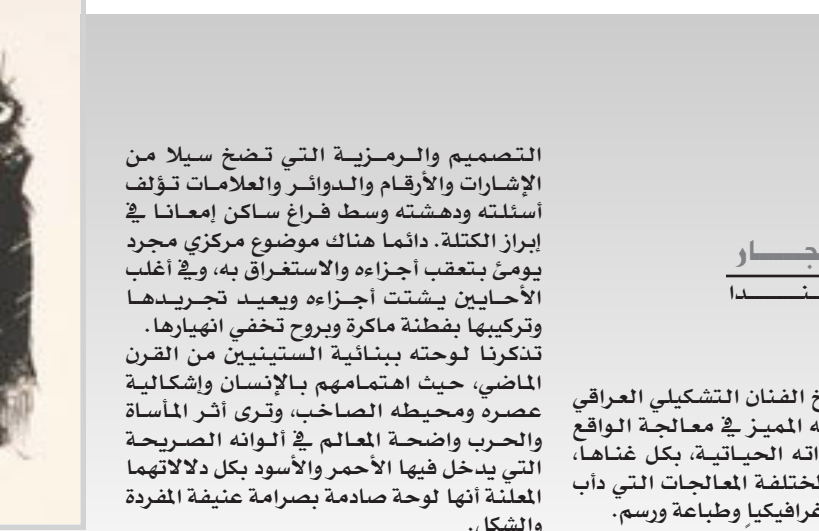 جار
نندا
خ الفنان التشكيلي العراقي
ه المميز في معالجة الواقع
اته الحياتية، بكل غناها،
لختلفة المعالجات التي دأب
غرافيكيا وطباعة ورسم.
التصميم والرمزية التي تضخ سيلا من
الإشارات والأرقام والدوائر والعلامات تؤلف
أسئلته ودهشته وسط فراغ ساكن إمعانا في
إبراز الكتلة. دائما هناك موضوع مركزي مجرد
يومئ بتعقب أجزاءه والاستغراق به، وفي أغلب
الأحايين يشتت أجزاءه ويعيد تجريدها
وتركيبها بفطنة ماكرة وبروح تخفي انهيارها.
تذكرنا لوحته ببنائية الستينيين من القرن
الماضي، حيث اهتمامهم بالإنسان وإشكالية
عصره ومحيطه الصاخب، وترى أثر المأساة
والحرب واضحة المعالم في ألوانه الصريحة
التي يدخل فيها الأحمر والأسود بكل دلالاتهما
المعلنة أنها لوحة صادمة بصرامة عنيفة المفردة
والشكل.